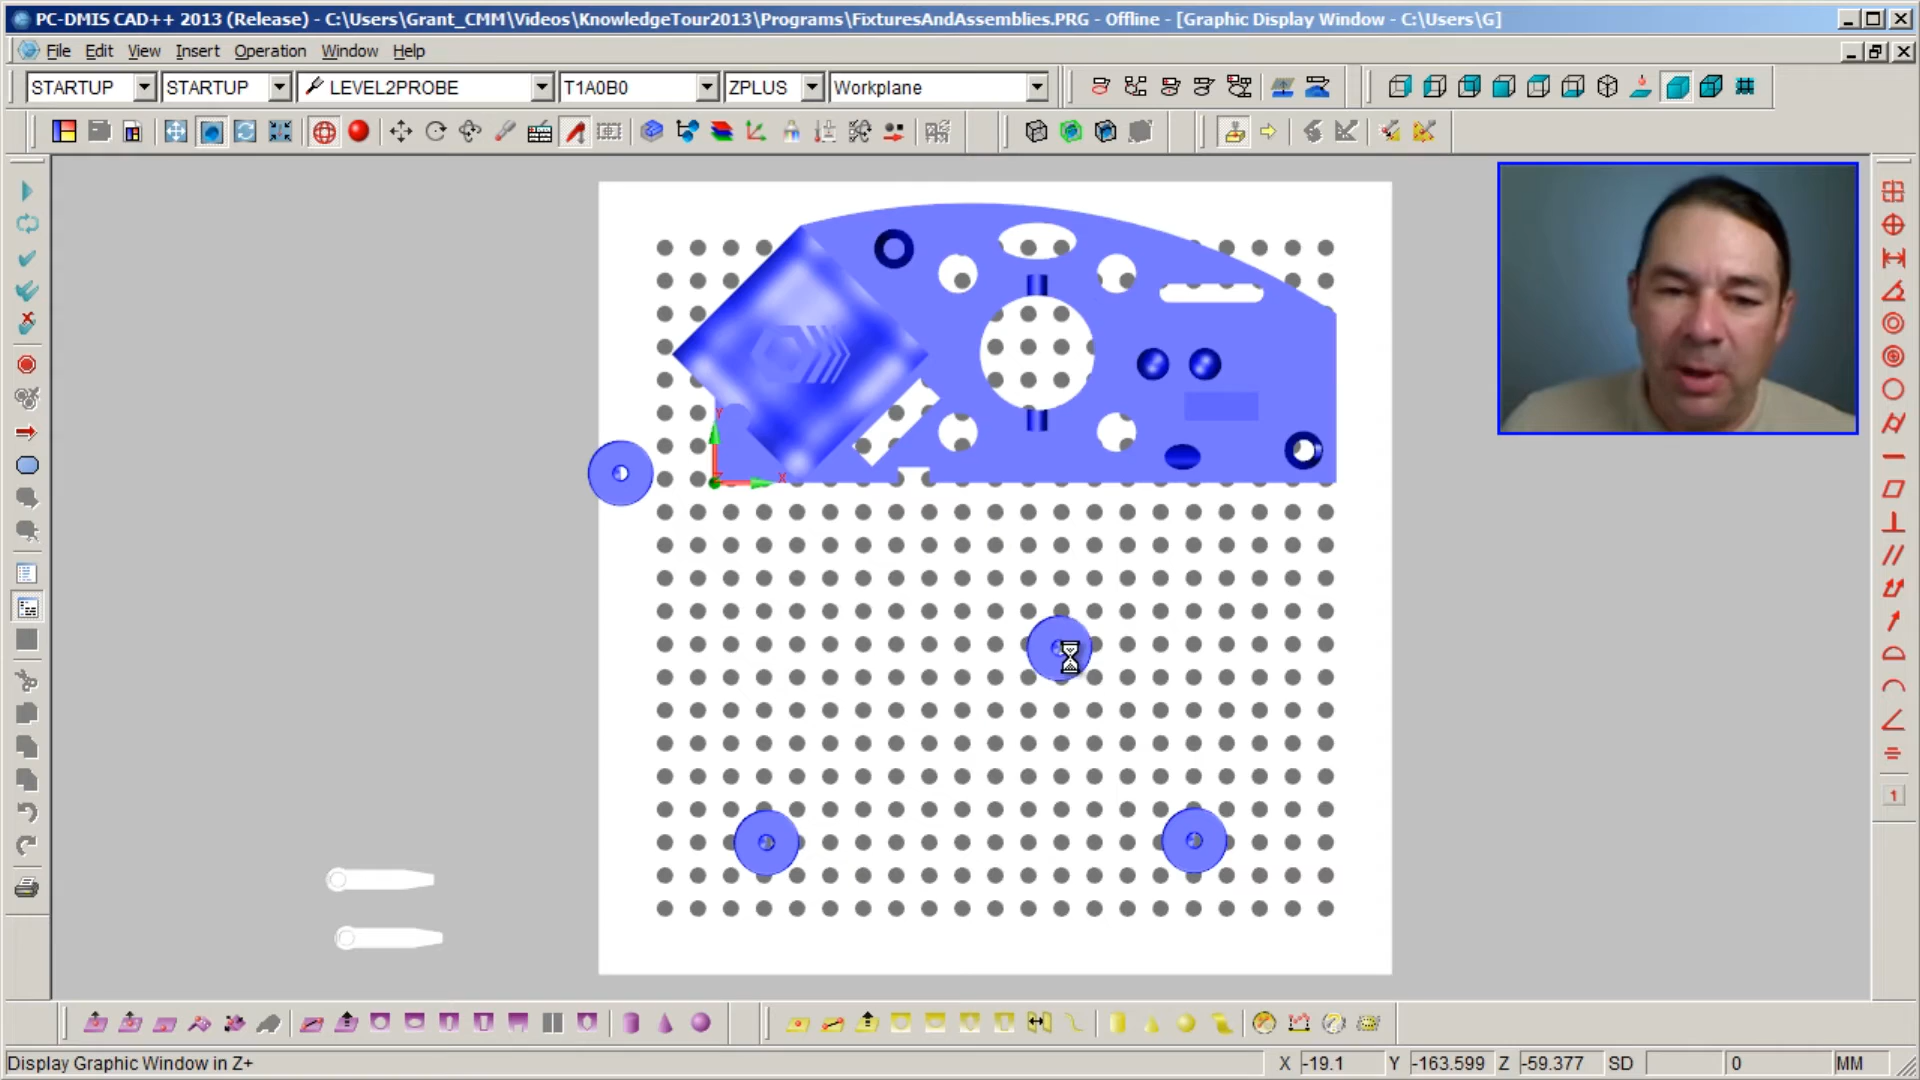 PC-DMIS CAD++ 2013 (Release) - C:\Users\Grant_CMM\Videos\KnowledgeTour2013\Programs\FixturesAndAssemblies.PRG - Offline - [Graphic Display Window - C:\Users\G]
File Edit View Insert Operation Window Help
STARTUP STARTUP LEVEL2PROBE T1A0B0 ZPLUS Workplane
Y
Z X
1
Display Graphic Window in Z+ X -19.1 Y -163.599 Z -59.377 SD 0 MM